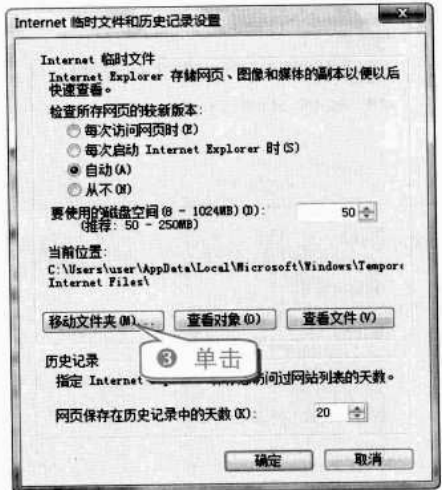 Internet 临时文件和历史记录设置
Internet 临时文件
Internet Explorer 存储网页、图像和媒体的副本以便以后
快速查看。
检查所存网页的较新版本:
每次访问网页时(E)
每次启动 Internet Explorer 时(S)
自动(A)
从不(N)
要使用的磁盘空间(8 - 1024MB)(D): 50
(推荐: 50 - 250MB)
当前位置:
C:\Users\user\AppData\Local\Microsoft\Windows\Tempora
Internet Files\
移动文件夹(M)... 查看对象(O) 查看文件(V)
❸ 单击
历史记录
指定 Internet 访问过网站列表的天数。
网页保存在历史记录中的天数(K): 20
确定 取消